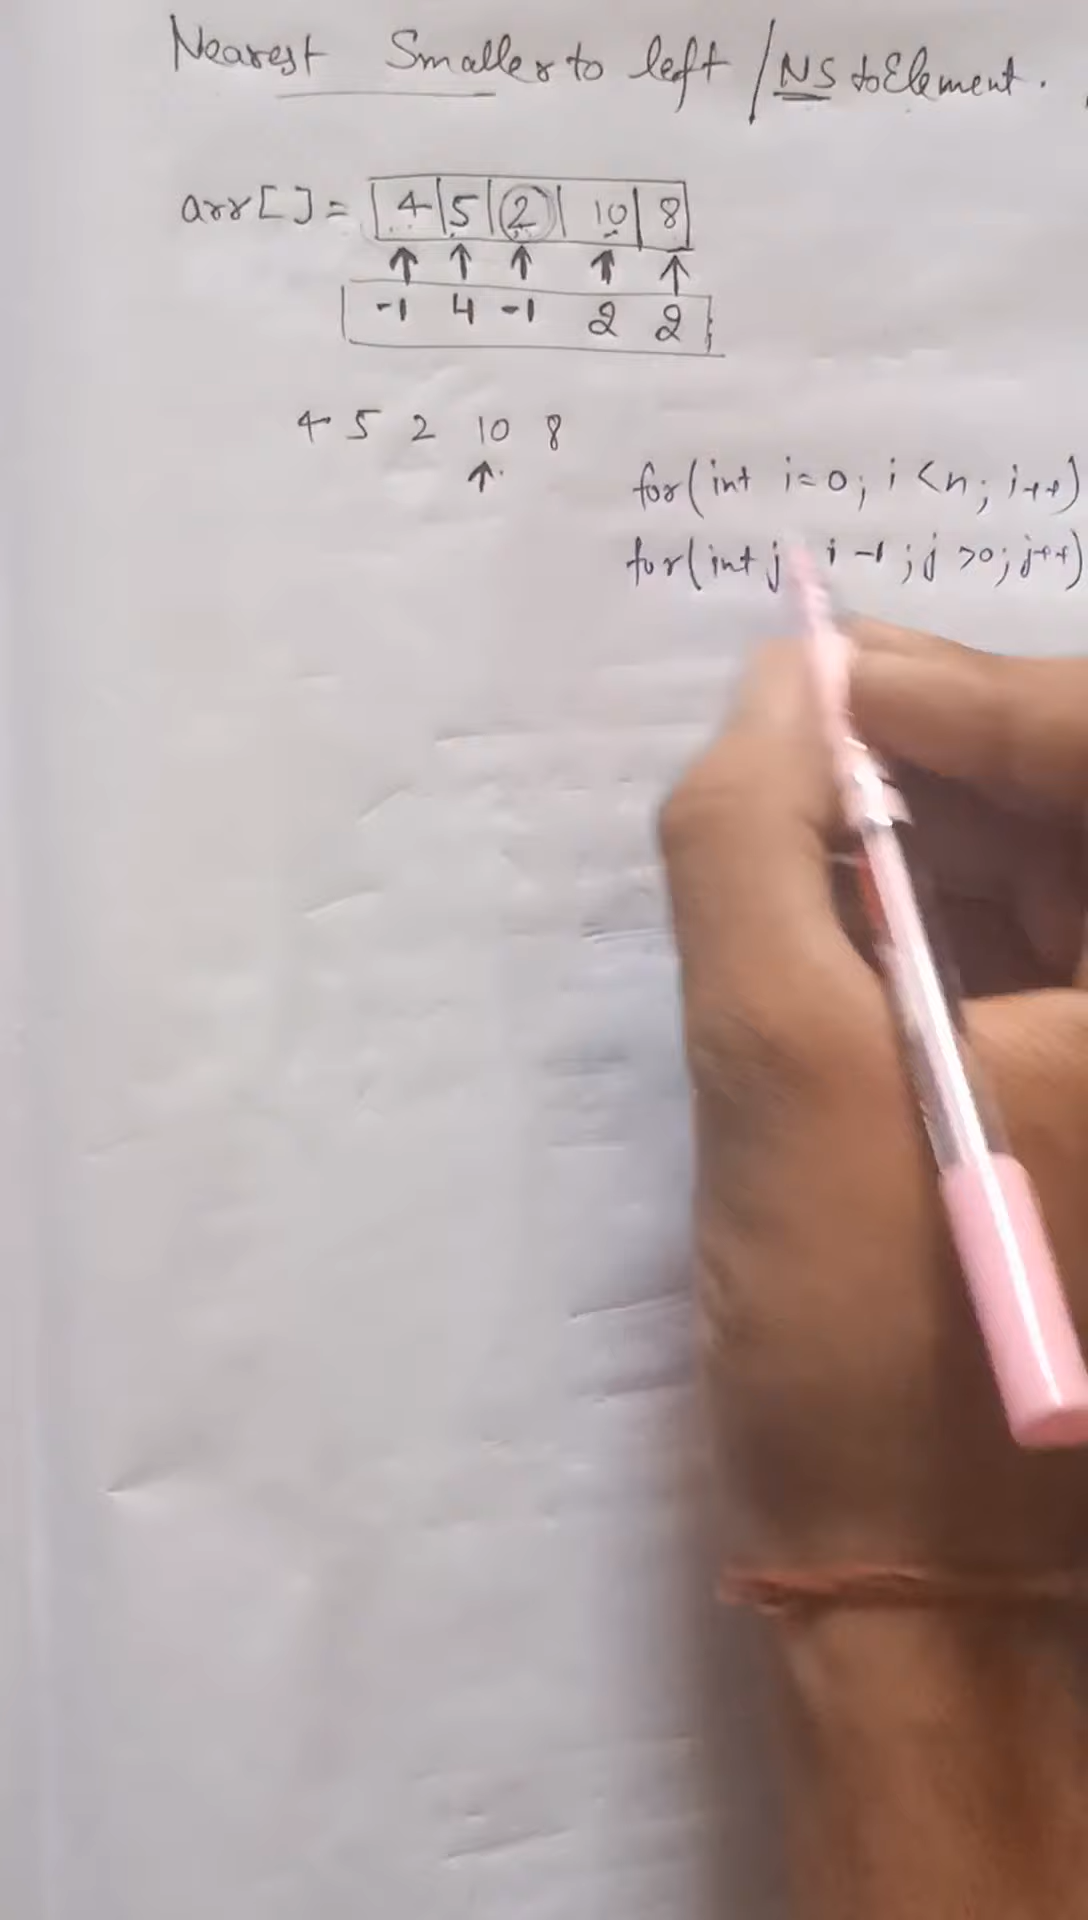 Nearest Smaller to left / NS to Element.
arr[] = 4 5 2 10 8
-1 4 -1 2 2
4 5 2 10 8
for(int i=0; i<n; i++)
for(int j i-1; j>0; j++)